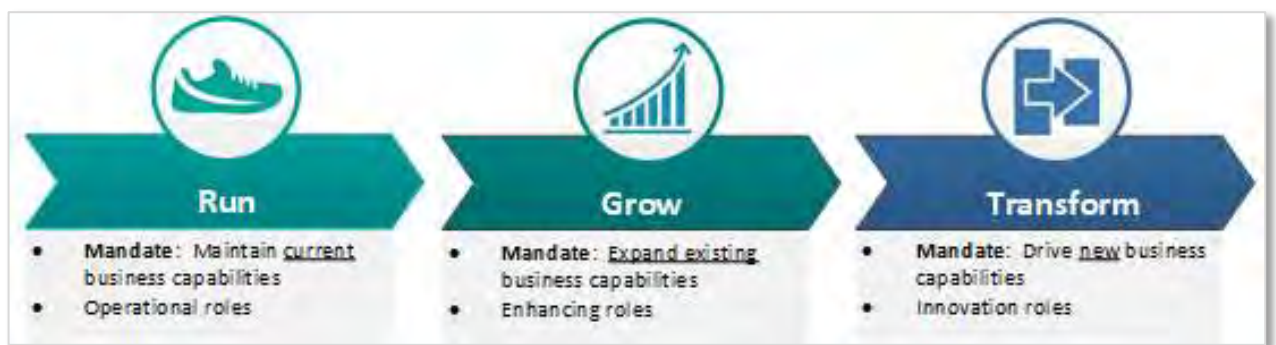 Run
• Mandate: Maintain current
business capabilities
• Operational roles
Grow
• Mandate: Expand existing
business capabilities
• Enhancing roles
Transform
• Mandate: Drive new business
capabilities
• Innovation roles